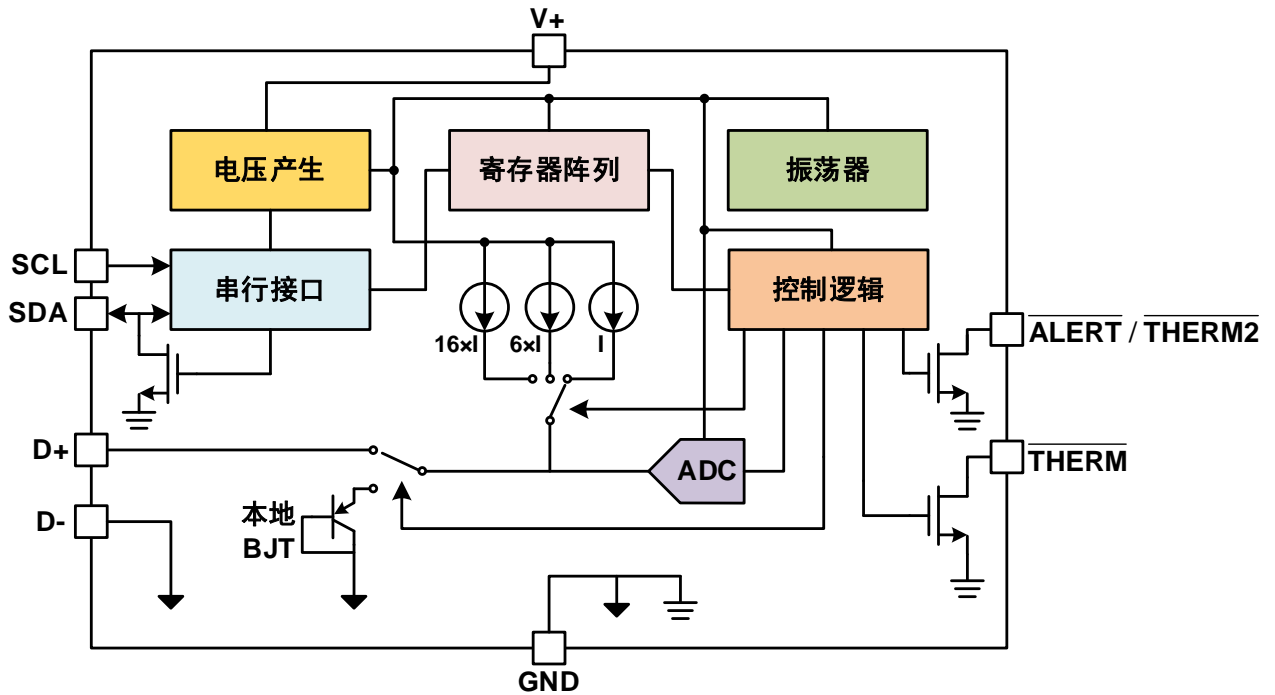 V+
电压产生
寄存器阵列
振荡器
SCL
串行接口
控制逻辑
SDA
16×I
6×I
I
ALERT / THERM2
D+
ADC
THERM
本地
BJT
D-
GND